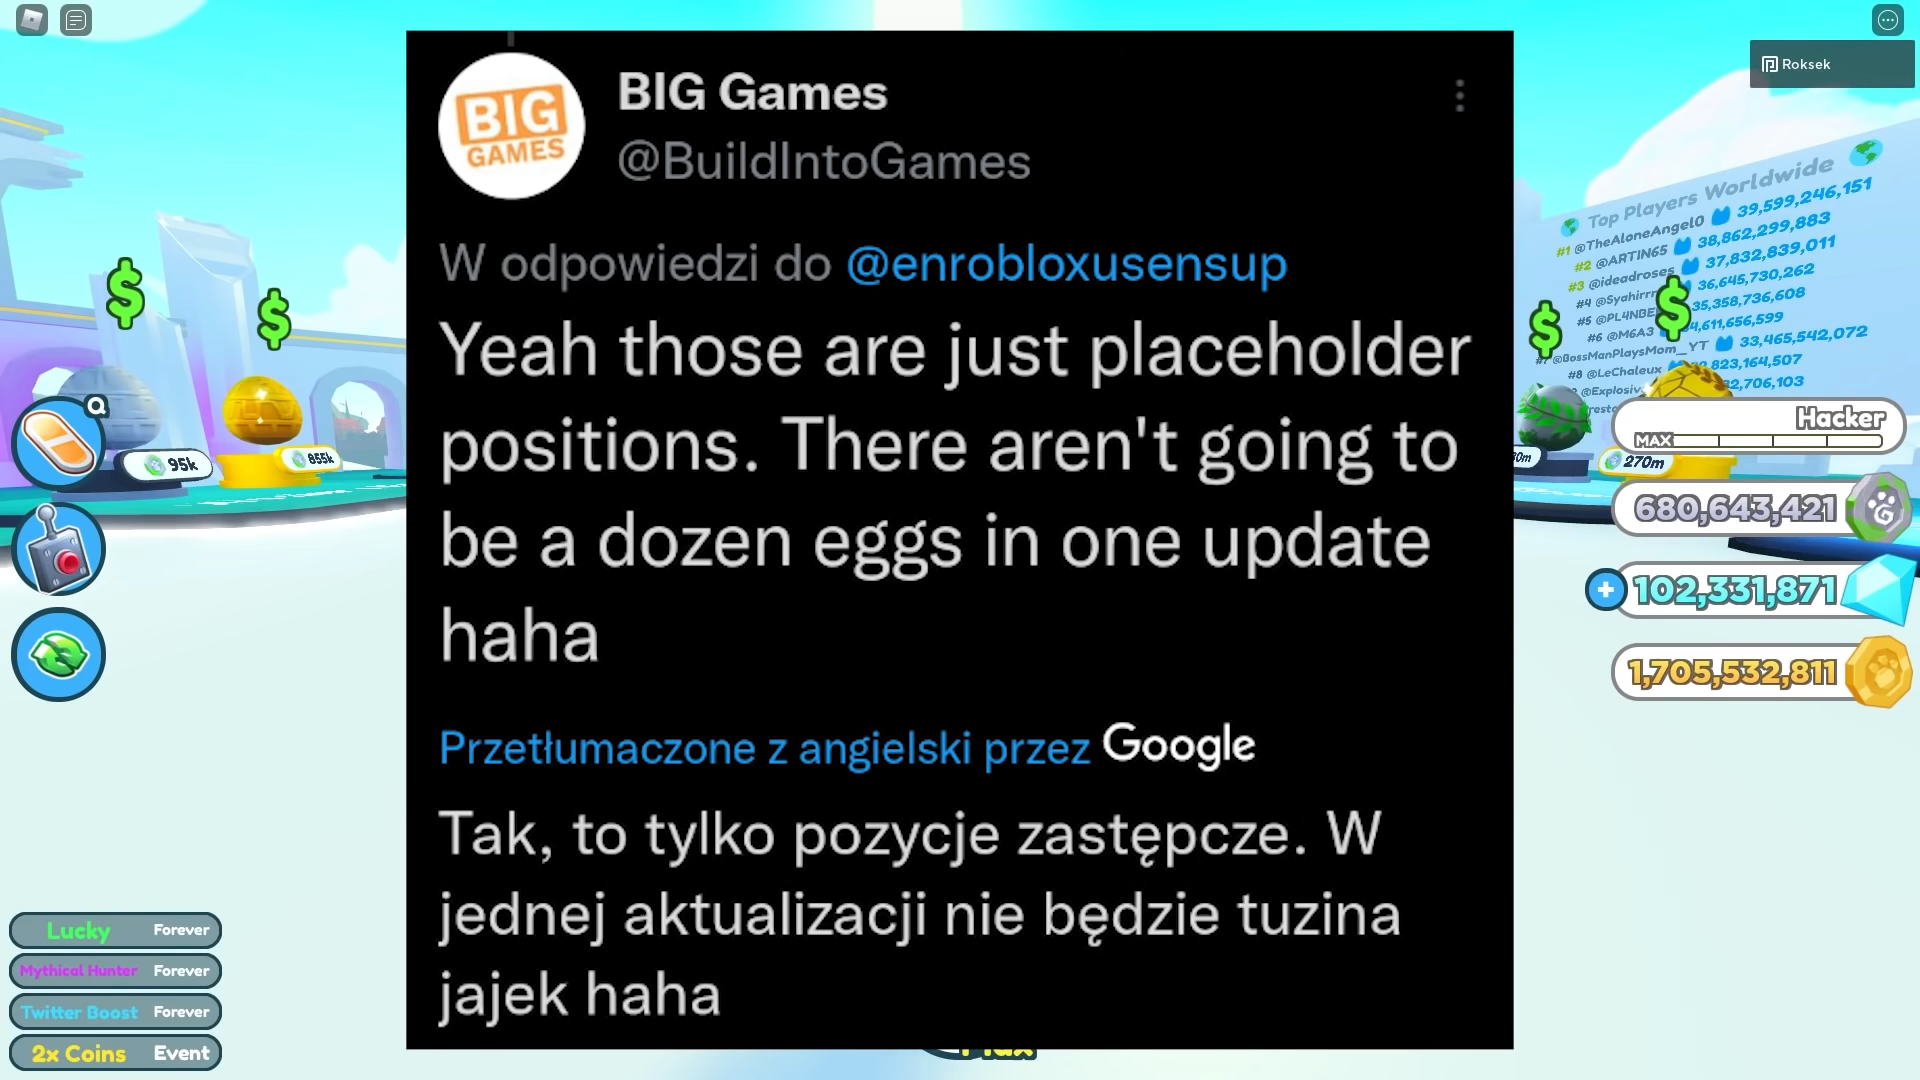 BIG
GAMES
BIG Games
@BuildIntoGames
W odpowiedzi do @enrobloxusensup
Yeah those are just placeholder
positions. There aren't going to
be a dozen eggs in one update
haha
Przetłumaczone z angielski przez Google
Tak, to tylko pozycje zastępcze. W
jednej aktualizacji nie będzie tuzina
jajek haha
Q
95k
855k
Lucky Forever
Mythical Hunter Forever
Twitter Boost Forever
2x Coins Event
Roksek
Top Players Worldwide
#1 @TheAloneAngel0 39,599,246,151
#2 @ARTIN65 38,862,299,883
#3 @ideadroses 37,832,839,011
#4 36,645,730,262
#5 35,358,736,608
#6 @M6A3
@BossManPlaysMom_YT 33,465,542,072
#8 @LeChaleux
270m
Hacker
MAX
680,643,421
102,331,871
1,705,532,811